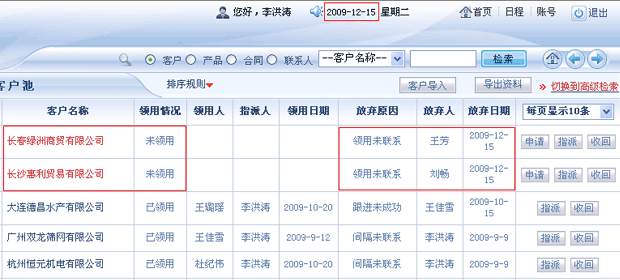 您好，李洪涛 2009-12-15 星期二 首页 日程 账号 退出
客户 产品 合同 联系人 --客户名称-- 检索
客户池 排序规则 客户导入 导出资料 » 切换到高级检索
客户名称 领用情况 领用人 指派人 领用日期 放弃原因 放弃人 放弃日期 每页显示10条
长春绿洲商贸有限公司 未领用 领用未联系 王芳 2009-12-15 申请 指派 收回
长沙惠利贸易有限公司 未领用 领用未联系 刘畅 2009-12-15 申请 指派 收回
大连德昌水产有限公司 已领用 王璐瑶 李洪涛 2009-10-20 跟进未成功 王佳雪 2009-10-15 指派 收回
广州双龙筛网有限公司 已领用 王佳雪 李洪涛 2009-9-12 间隔未联系 李洪涛 2009-9-9 指派 收回
杭州恒元机电有限公司 已领用 杜纪伟 李洪涛 2009-10-20 间隔未联系 李洪涛 2009-9-9 指派 收回